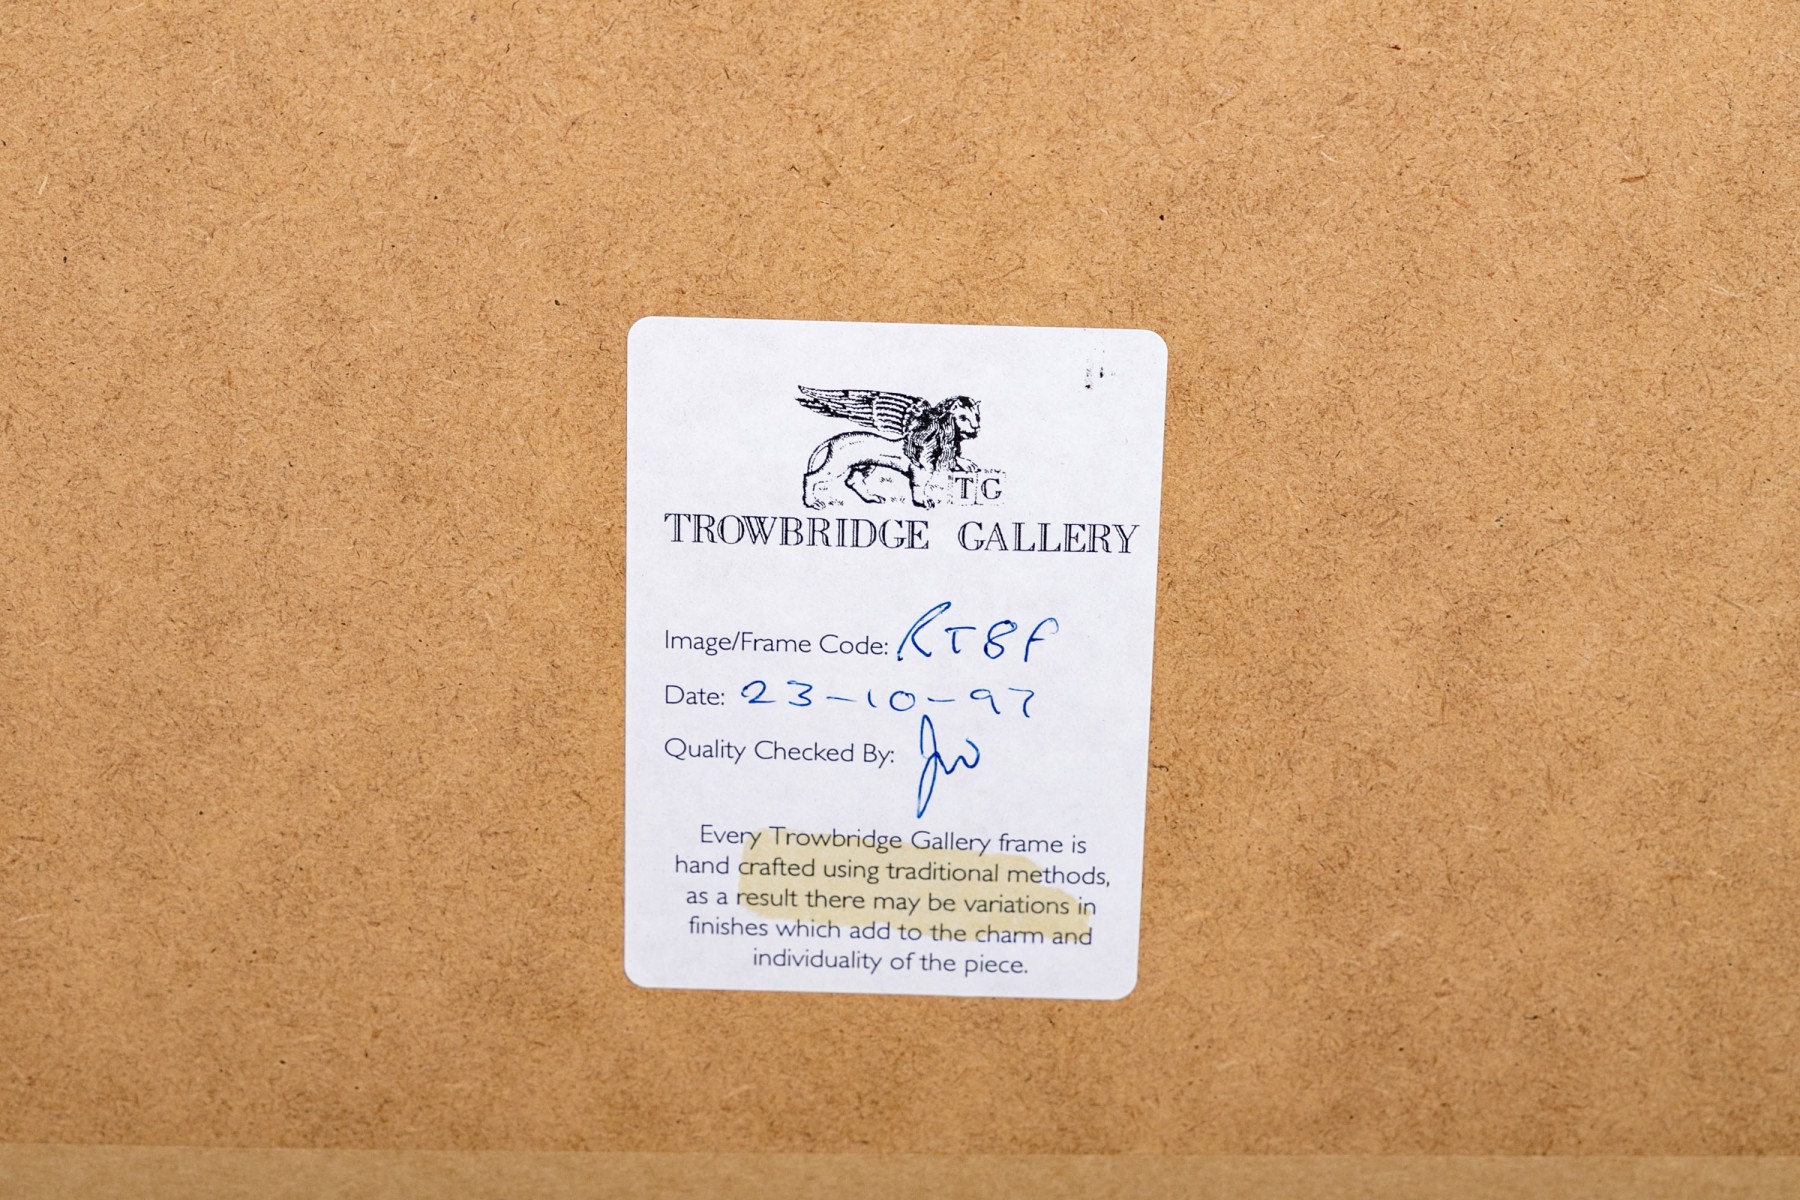 TG
TROWBRIDGE GALLERY
Image/Frame Code: RT8F
Date: 23-10-97
Quality Checked By:
Every Trowbridge Gallery frame is
hand crafted using traditional methods,
as a result there may be variations in
finishes which add to the charm and
individuality of the piece.